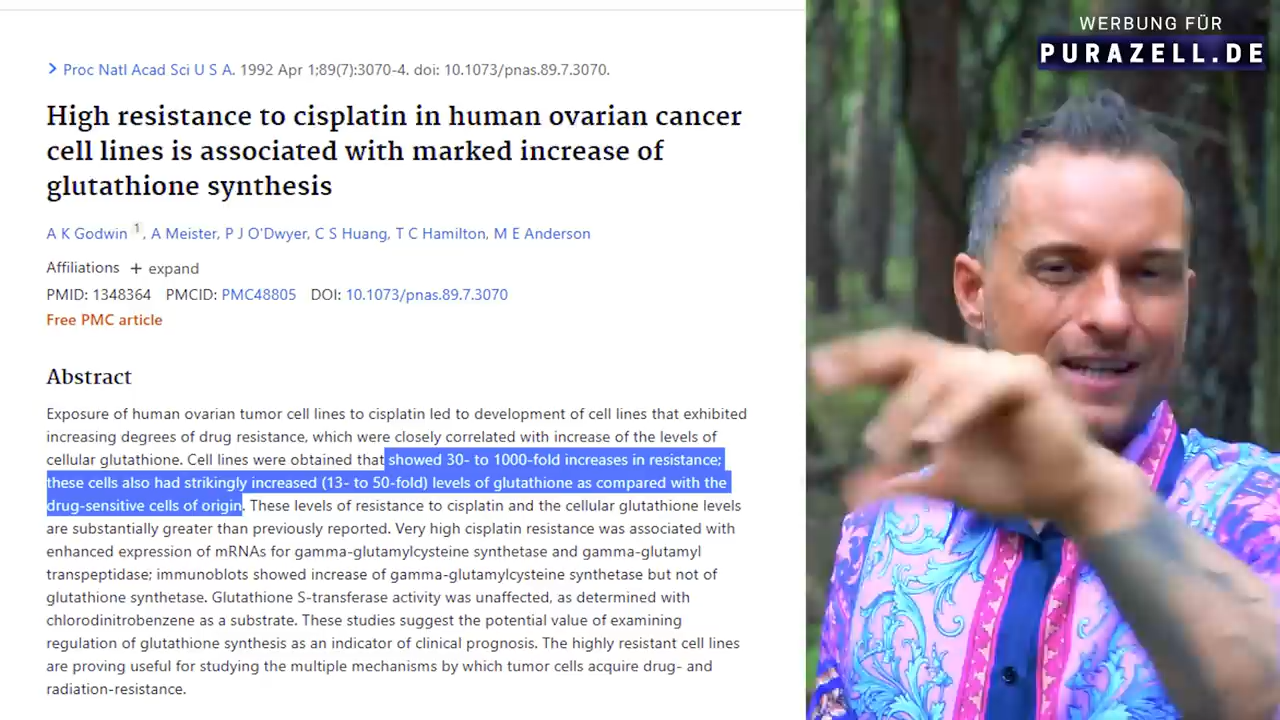 WERBUNG FÜR
PURAZELL.DE
> Proc Natl Acad Sci U S A. 1992 Apr 1;89(7):3070-4. doi: 10.1073/pnas.89.7.3070.
High resistance to cisplatin in human ovarian cancer
cell lines is associated with marked increase of
glutathione synthesis
A K Godwin 1, A Meister, P J O'Dwyer, C S Huang, T C Hamilton, M E Anderson
Affiliations + expand
PMID: 1348364 PMCID: PMC48805 DOI: 10.1073/pnas.89.7.3070
Free PMC article
Abstract
Exposure of human ovarian tumor cell lines to cisplatin led to development of cell lines that exhibited
increasing degrees of drug resistance, which were closely correlated with increase of the levels of
cellular glutathione. Cell lines were obtained that showed 30- to 1000-fold increases in resistance;
these cells also had strikingly increased (13- to 50-fold) levels of glutathione as compared with the
drug-sensitive cells of origin. These levels of resistance to cisplatin and the cellular glutathione levels
are substantially greater than previously reported. Very high cisplatin resistance was associated with
enhanced expression of mRNAs for gamma-glutamylcysteine synthetase and gamma-glutamyl
transpeptidase; immunoblots showed increase of gamma-glutamylcysteine synthetase but not of
glutathione synthetase. Glutathione S-transferase activity was unaffected, as determined with
chlorodinitrobenzene as a substrate. These studies suggest the potential value of examining
regulation of glutathione synthesis as an indicator of clinical prognosis. The highly resistant cell lines
are proving useful for studying the multiple mechanisms by which tumor cells acquire drug- and
radiation-resistance.